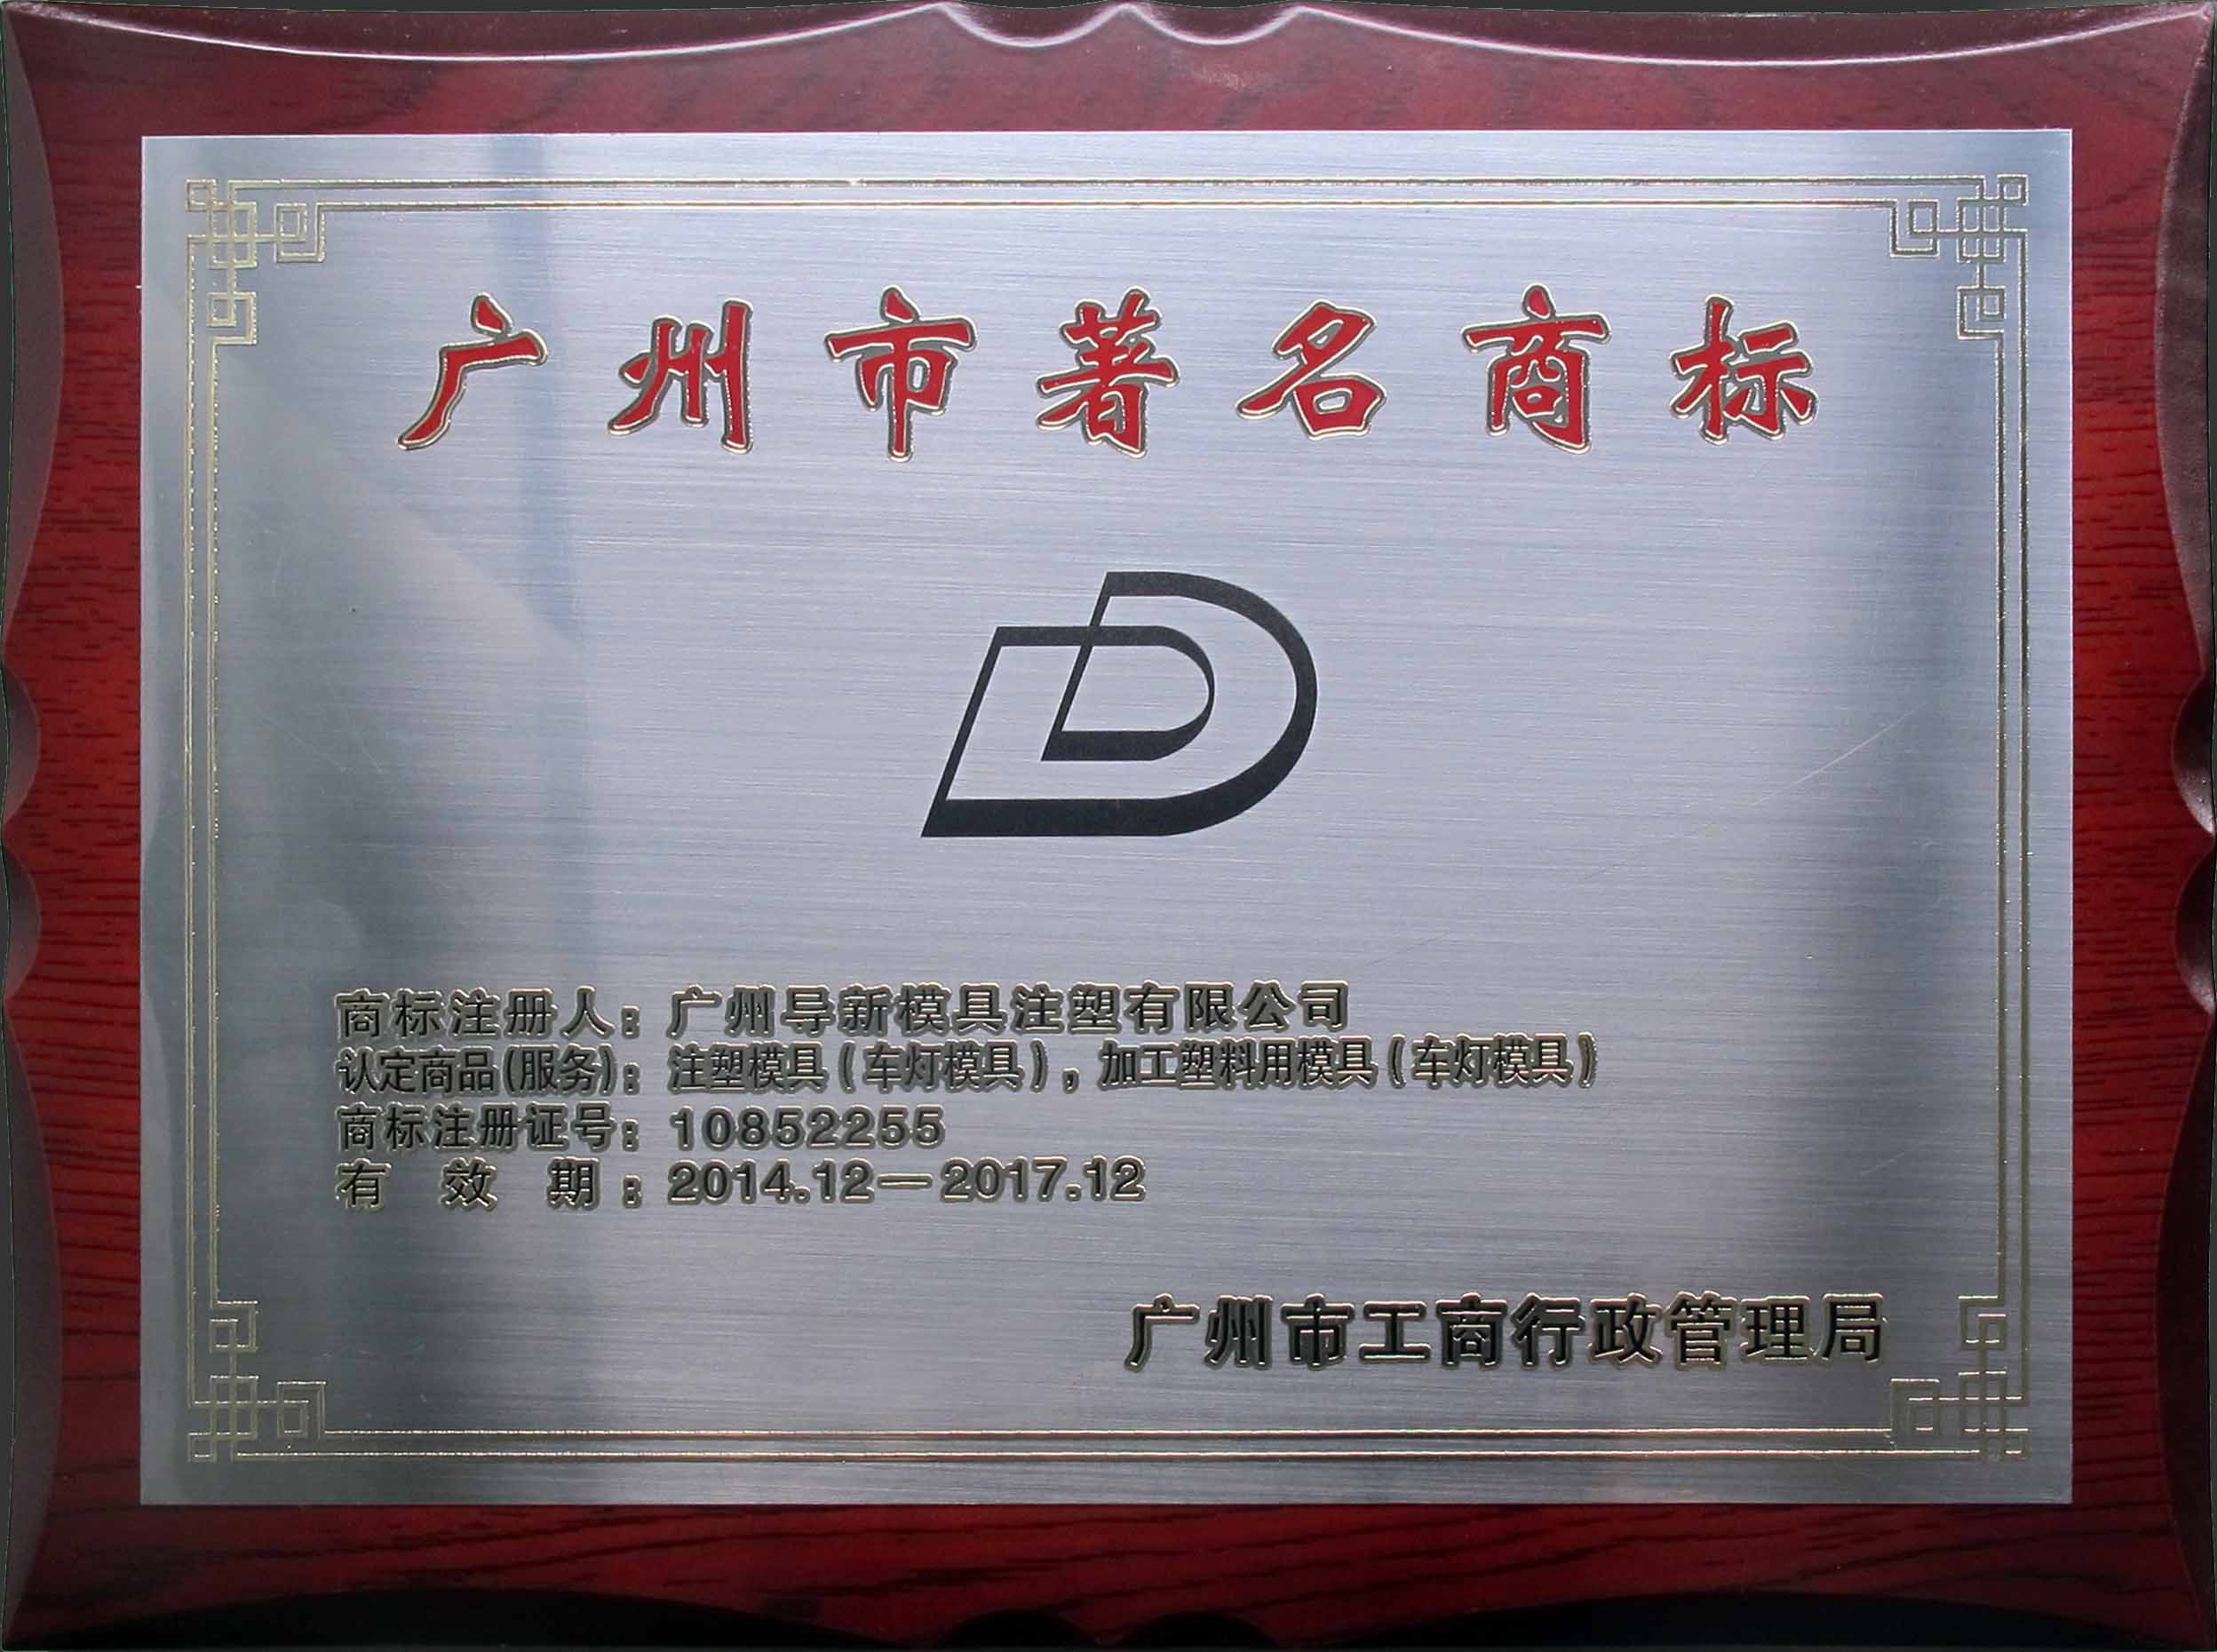 广州市著名商标
商标注册人：广州导新模具注塑有限公司
认定商品(服务)：注塑模具(车灯模具)，加工塑料用模具(车灯模具)
商标注册证号：10852255
有效期：2014.12—2017.12
广州市工商行政管理局